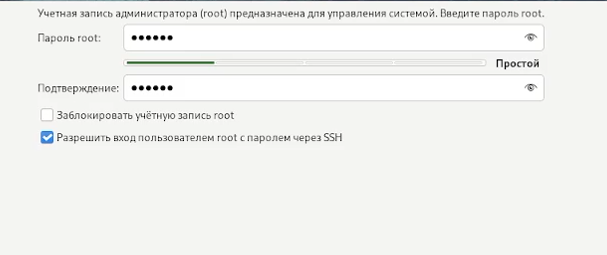 Учетная запись администратора (root) предназначена для управления системой. Введите пароль root.
Пароль root: ••••••
Простой
Подтверждение: ••••••
Заблокировать учётную запись root
Разрешить вход пользователем root с паролем через SSH